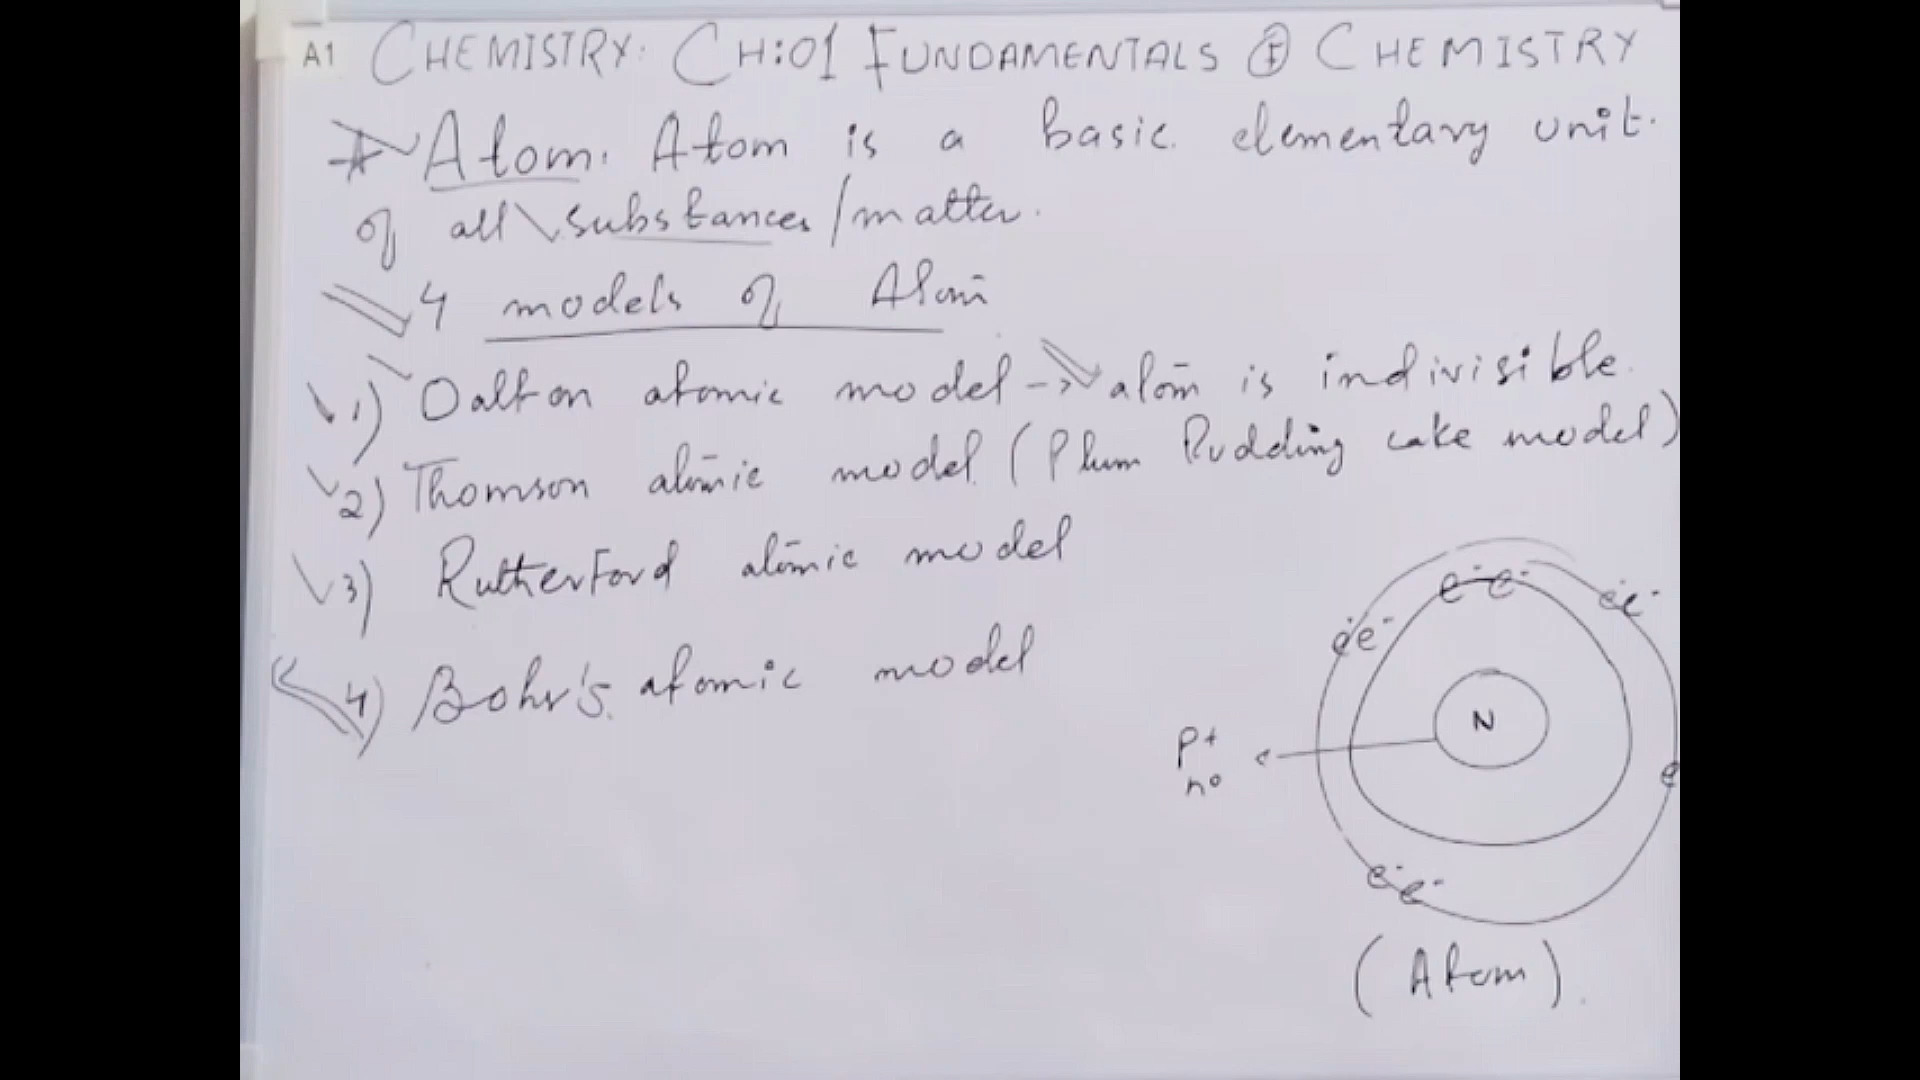 A1 CHEMISTRY: CH:01 FUNDAMENTALS OF CHEMISTRY
Atom. Atom is a basic elementary unit.
of all substances/matter.
4 models of Atom
1) Dalton atomic model -> atom is indivisible.
2) Thomson atomic model (Plum Pudding cake model)
3) Rutherford atomic model
4) Bohr's atomic model
e- e-
e- e-
e- e-
N
P+
n°
e
e- e-
(Atom).